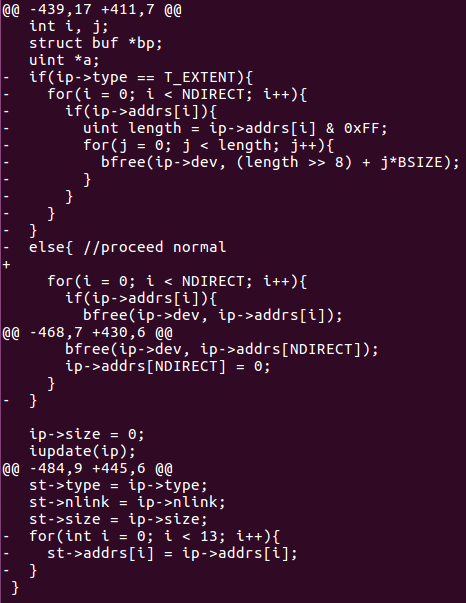 @@ -439,17 +411,7 @@
   int i, j;
   struct buf *bp;
   uint *a;
-  if(ip->type == T_EXTENT){
-    for(i = 0; i < NDIRECT; i++){
-      if(ip->addrs[i]){
-        uint length = ip->addrs[i] & 0xFF;
-        for(j = 0; j < length; j++){
-          bfree(ip->dev, (length >> 8) + j*BSIZE);
-        }
-      }
-    }
-  }
-  else{ //proceed normal
+
     for(i = 0; i < NDIRECT; i++){
       if(ip->addrs[i]){
         bfree(ip->dev, ip->addrs[i]);
@@ -468,7 +430,6 @@
       bfree(ip->dev, ip->addrs[NDIRECT]);
       ip->addrs[NDIRECT] = 0;
     }
-  }

   ip->size = 0;
   iupdate(ip);
@@ -484,9 +445,6 @@
   st->type = ip->type;
   st->nlink = ip->nlink;
   st->size = ip->size;
-  for(int i = 0; i < 13; i++){
-    st->addrs[i] = ip->addrs[i];
-  }
 }